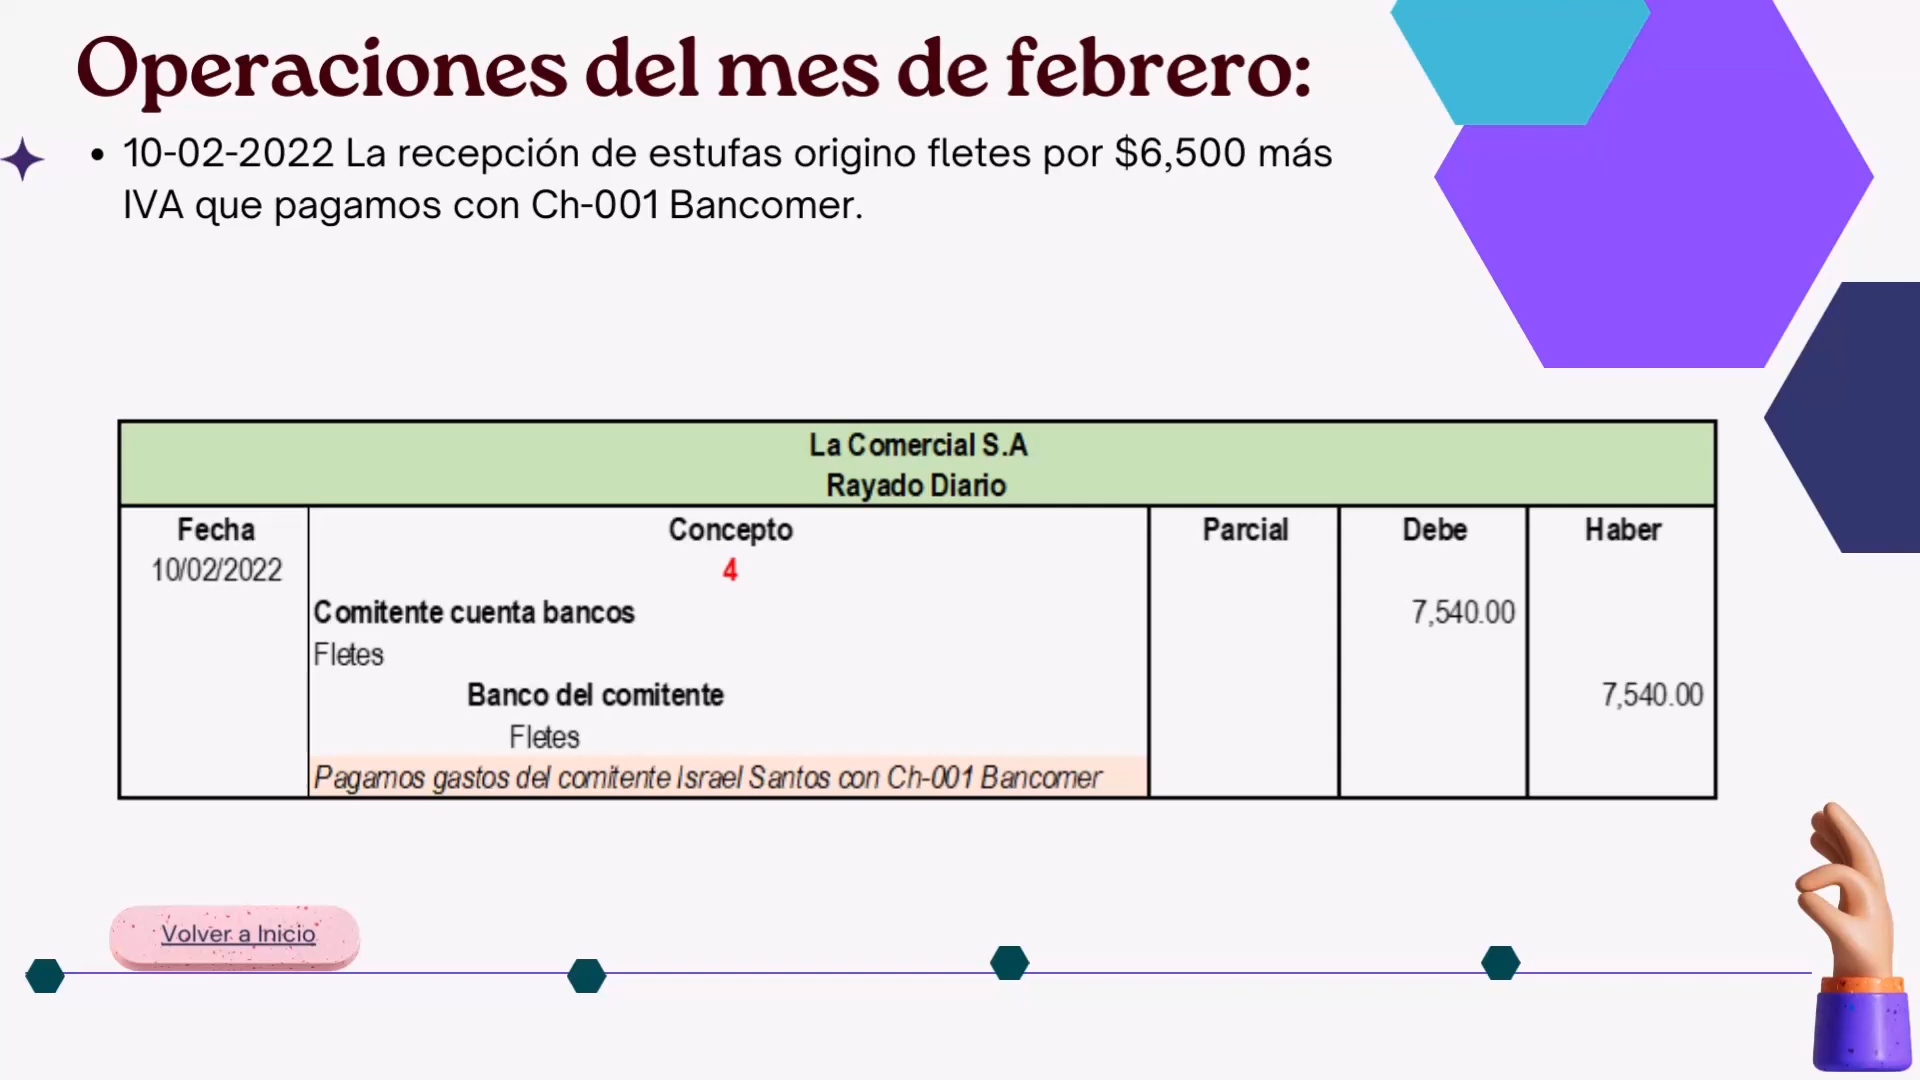 Operaciones del mes de febrero:
• 10-02-2022 La recepción de estufas origino fletes por $6,500 más
IVA que pagamos con Ch-001 Bancomer.
La Comercial S.A
Rayado Diario
Fecha Concepto Parcial Debe Haber
10/02/2022 4
Comitente cuenta bancos 7,540.00
Fletes
Banco del comitente 7,540.00
Fletes
Pagamos gastos del comitente Israel Santos con Ch-001 Bancomer
Volver a Inicio